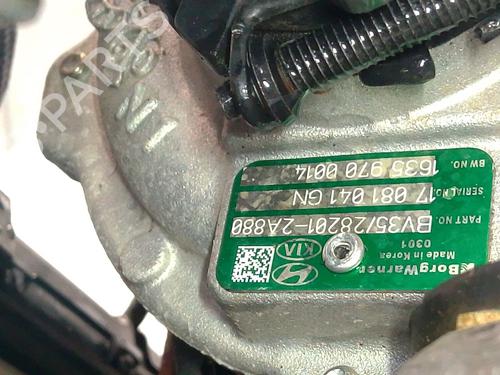 BorgWarner
Made in Korea
0301
KIA
PART NO. BV35/28201-2A880
SERIAL NO. 17 081 041 GN
BW NO. 1635 970 0014
B-PARTS